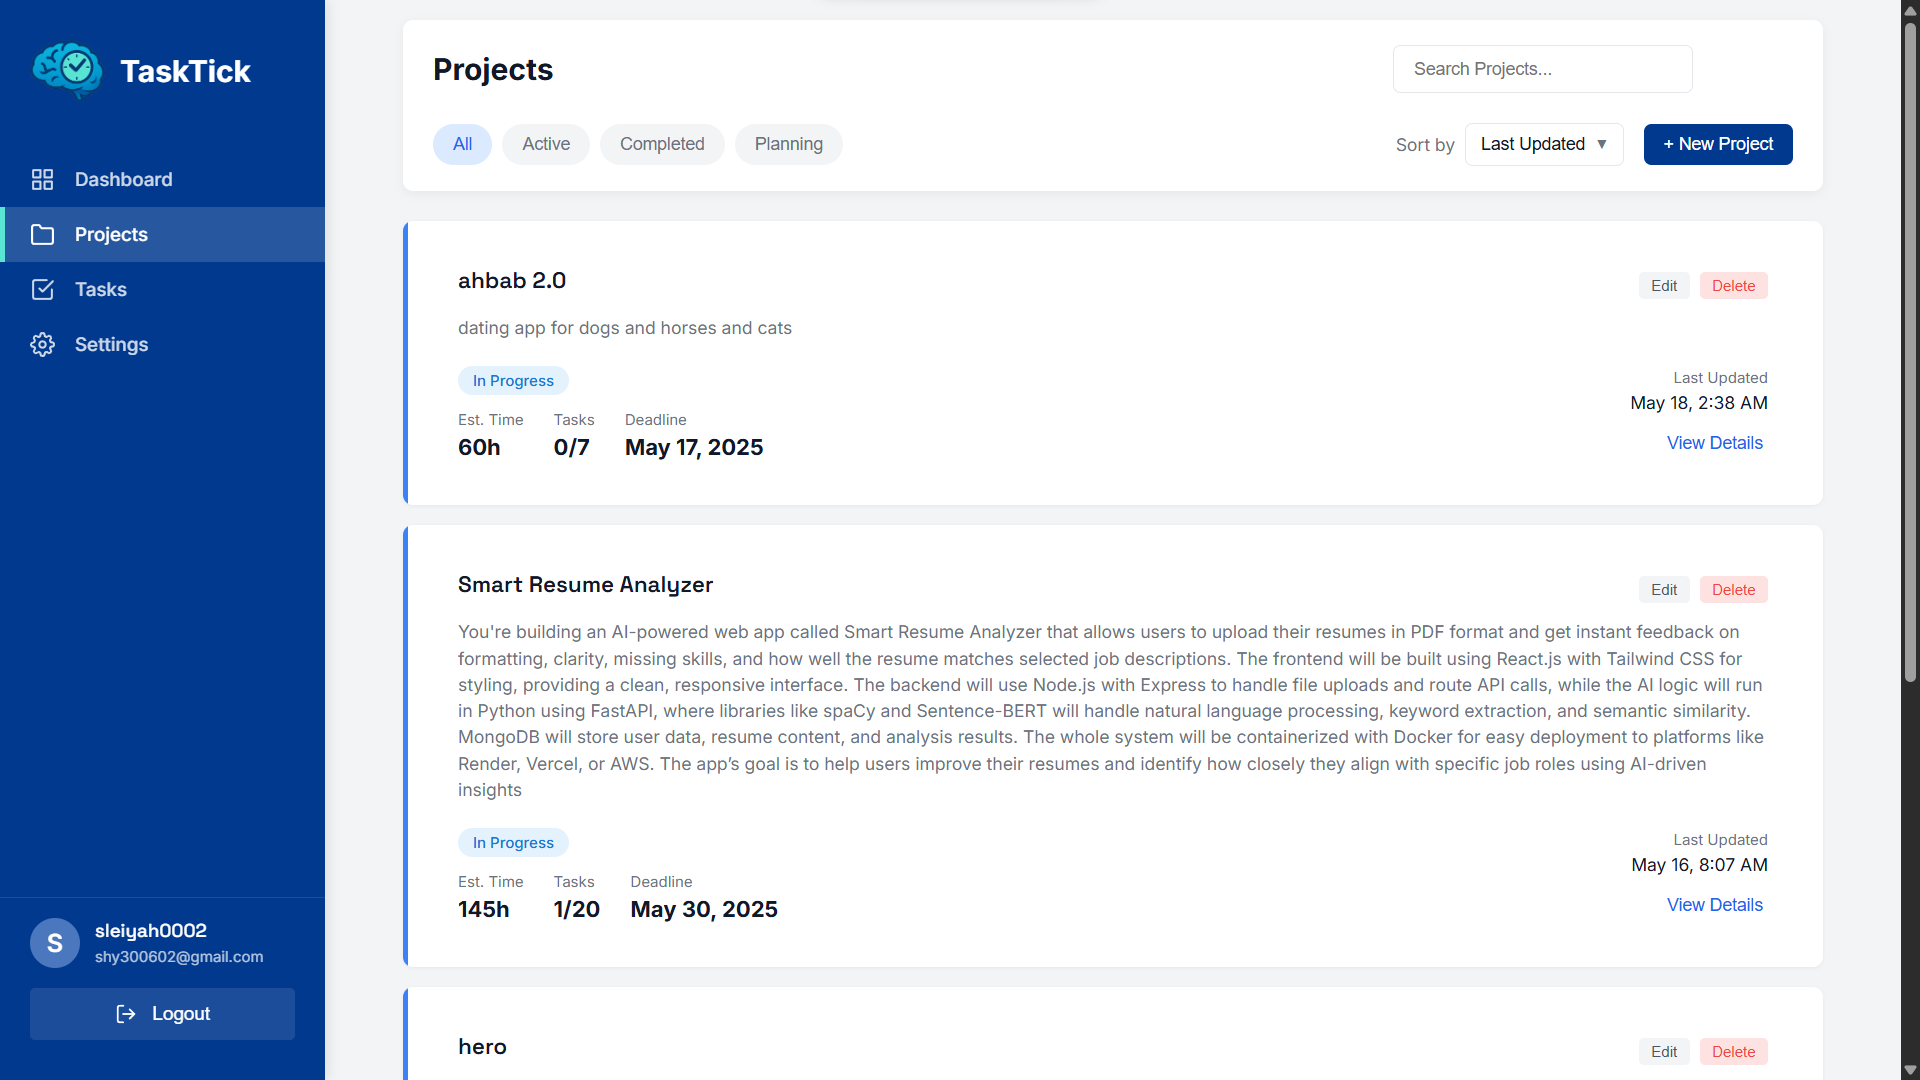 TaskTick
Dashboard
Projects
Tasks
Settings
S
sleiyah0002
shy300602@gmail.com
Logout
Projects
Search Projects...
All
Active
Completed
Planning
Sort by
Last Updated ▼
+ New Project
ahbab 2.0
Edit
Delete
dating app for dogs and horses and cats
In Progress
Est. Time
60h
Tasks
0/7
Deadline
May 17, 2025
Last Updated
May 18, 2:38 AM
View Details
Smart Resume Analyzer
Edit
Delete
You're building an AI-powered web app called Smart Resume Analyzer that allows users to upload their resumes in PDF format and get instant feedback on
formatting, clarity, missing skills, and how well the resume matches selected job descriptions. The frontend will be built using React.js with Tailwind CSS for
styling, providing a clean, responsive interface. The backend will use Node.js with Express to handle file uploads and route API calls, while the AI logic will run
in Python using FastAPI, where libraries like spaCy and Sentence-BERT will handle natural language processing, keyword extraction, and semantic similarity.
MongoDB will store user data, resume content, and analysis results. The whole system will be containerized with Docker for easy deployment to platforms like
Render, Vercel, or AWS. The app’s goal is to help users improve their resumes and identify how closely they align with specific job roles using AI-driven
insights
In Progress
Est. Time
145h
Tasks
1/20
Deadline
May 30, 2025
Last Updated
May 16, 8:07 AM
View Details
hero
Edit
Delete